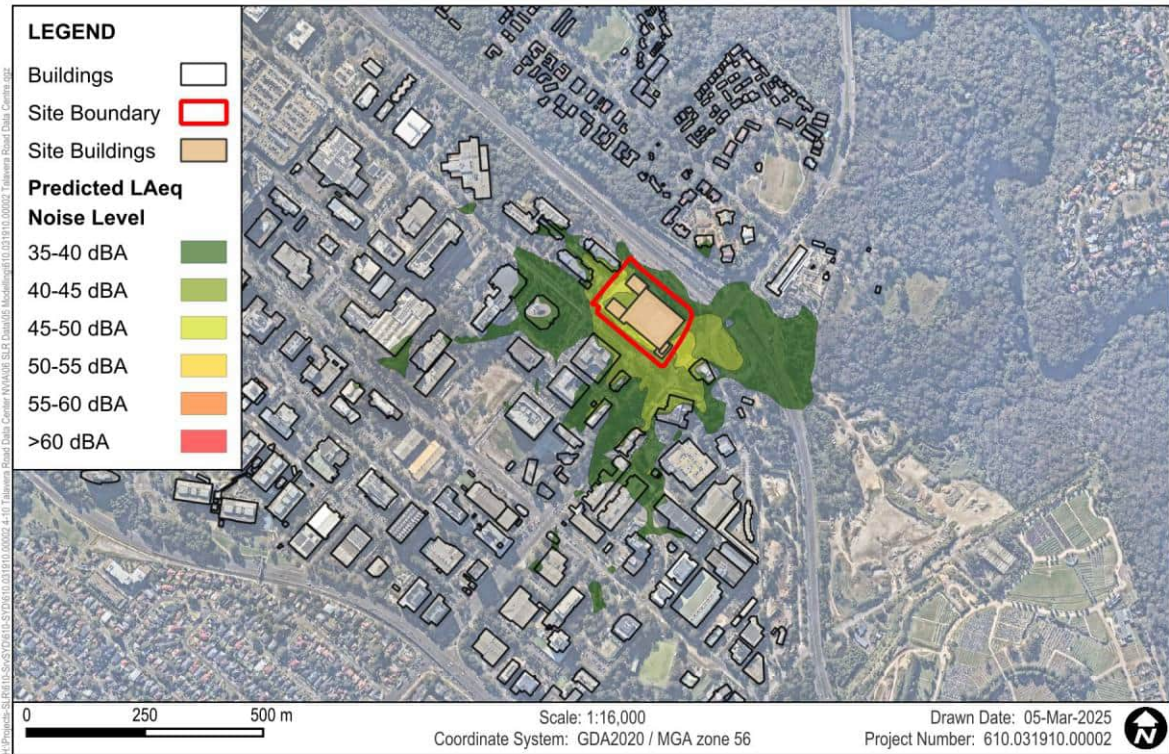 LEGEND
Buildings
Site Boundary
Site Buildings
Predicted LAeq
Noise Level
35-40 dBA
40-45 dBA
45-50 dBA
50-55 dBA
55-60 dBA
>60 dBA
0 250 500 m
Scale: 1:16,000
Coordinate System: GDA2020 / MGA zone 56
Drawn Date: 05-Mar-2025
Project Number: 610.031910.00002
N